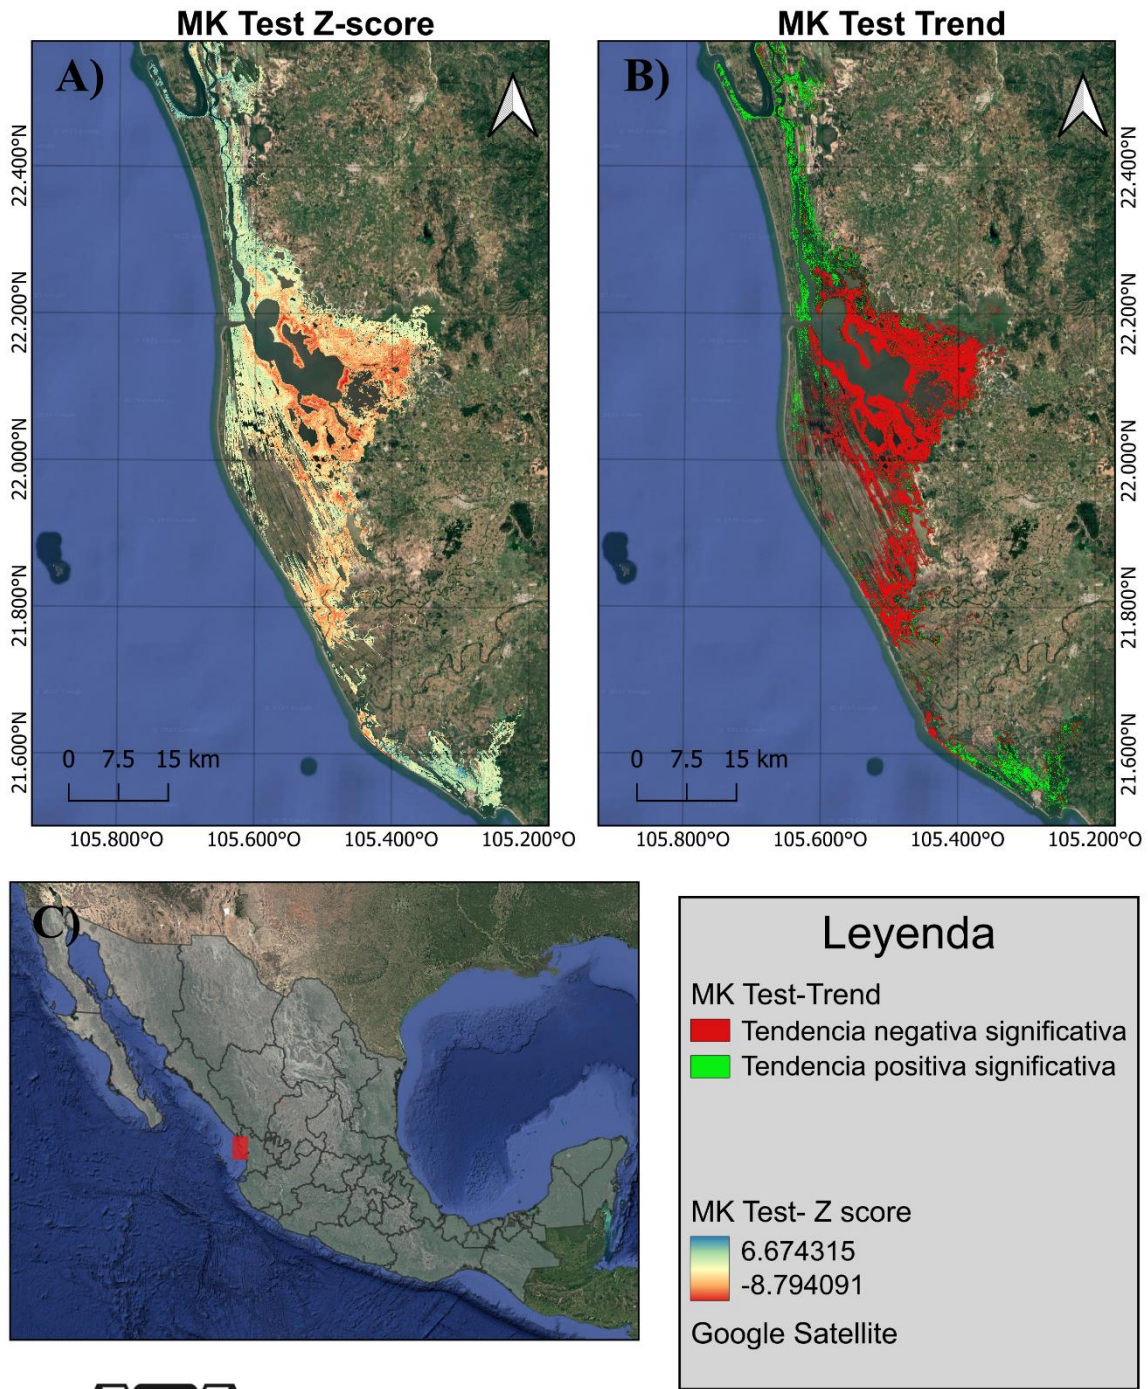 MK Test Z-score
MK Test Trend
A)
B)
22.400°N
22.200°N
22.000°N
21.800°N
21.600°N
22.400°N
22.200°N
22.000°N
21.800°N
21.600°N
0 7.5 15 km
0 7.5 15 km
105.800°O 105.600°O 105.400°O 105.200°O
105.800°O 105.600°O 105.400°O 105.200°O
C)
Leyenda
MK Test-Trend
Tendencia negativa significativa
Tendencia positiva significativa
MK Test- Z score
6.674315
-8.794091
Google Satellite